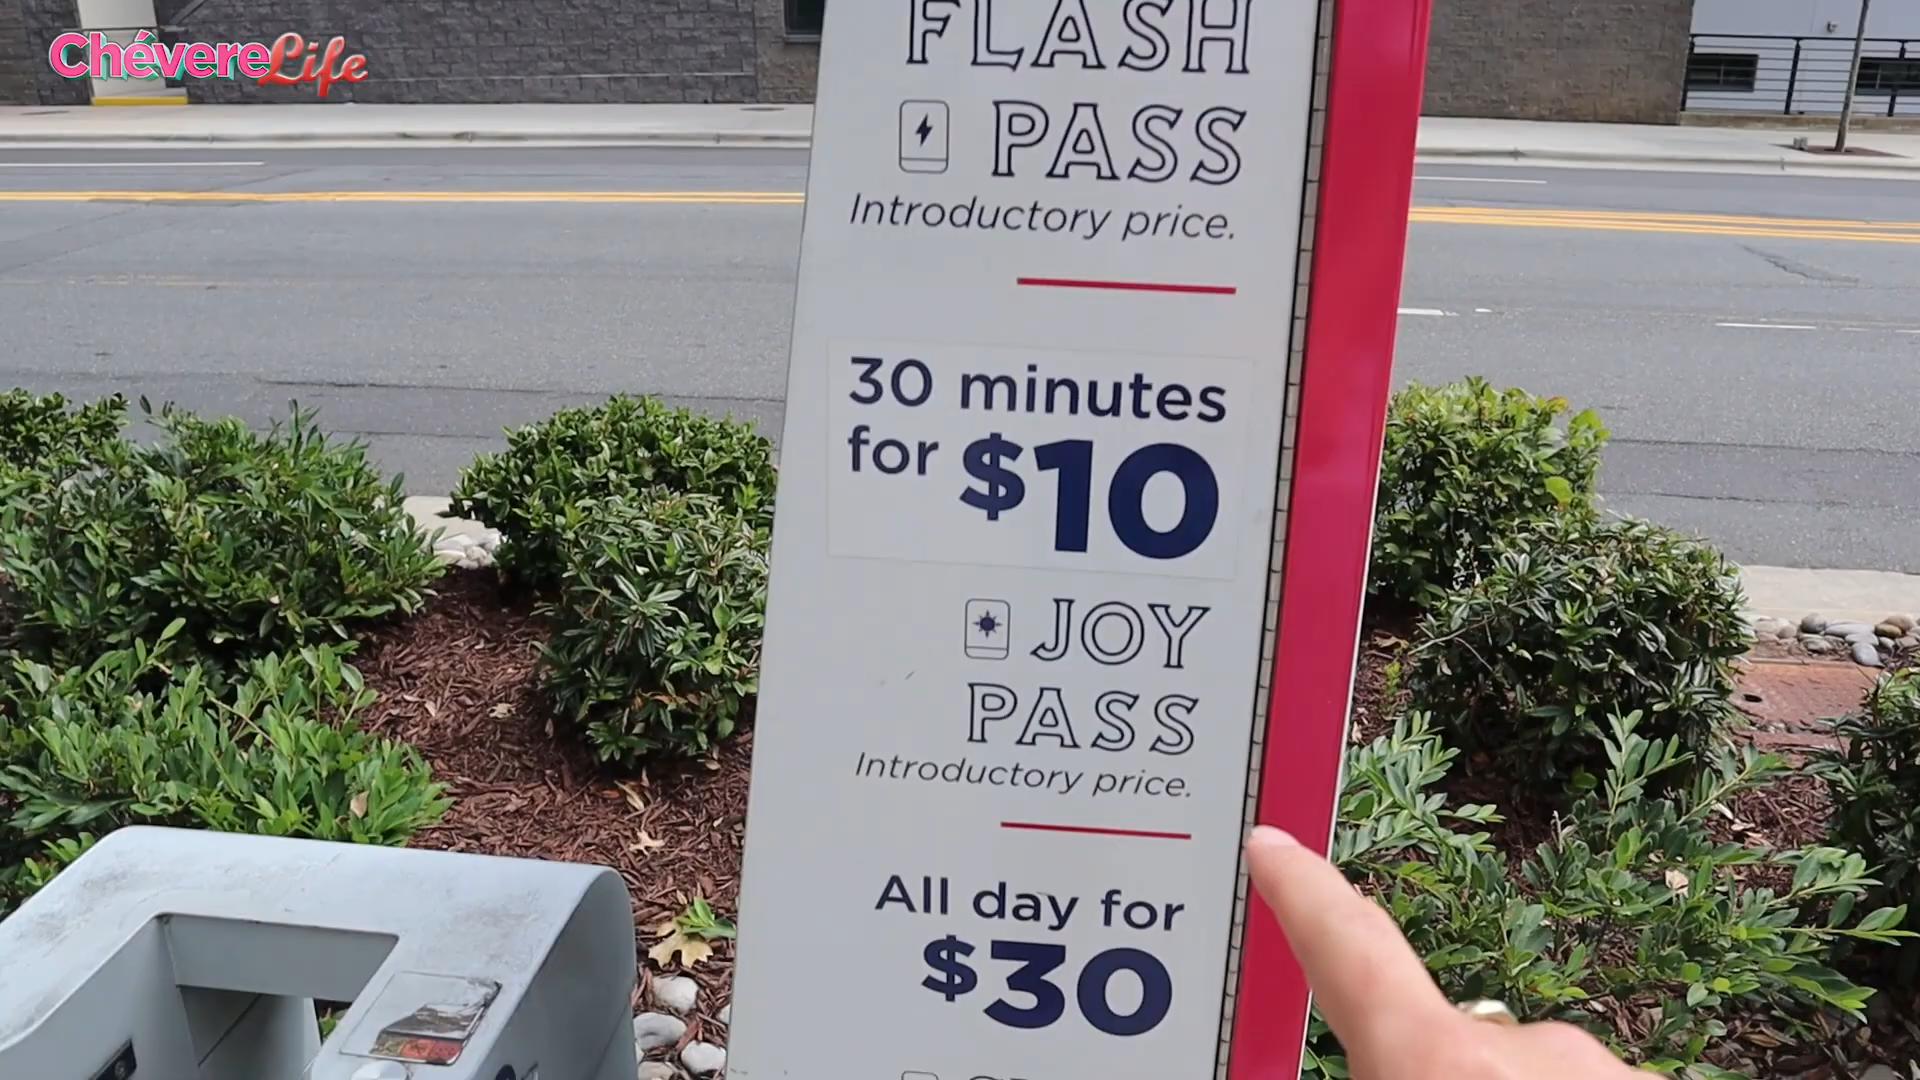 ChévereLife
FLASH
PASS
Introductory price.
30 minutes
for $10
JOY
PASS
Introductory price.
All day for
$30